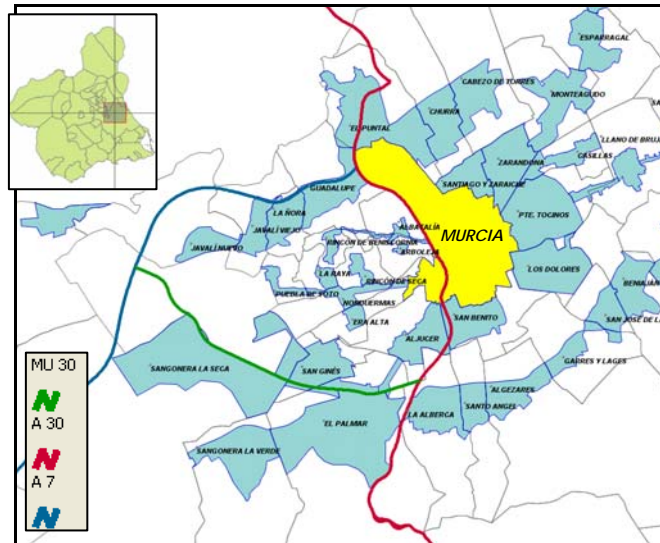 ESPARRAGAL
CABEZO DE TORRES
MONTEAGUDO
CHURRA
EL PUNTAL
LLANO DE BRUJ
CASILLAS
ZARANDONA
SANTIAGO Y ZARAICHE
GUADALUPE
LA ÑORA
PTE. TOCINOS
ALBATALÍA
MURCIA
JAVALÍ VIEJO
RINCÓN DE BENISCORNIA
JAVALÍ NUEVO
ARBOLEJA
LA RAYA
LOS DOLORES
RINCÓN DE SECA
BENIAJAN
PUEBLA DE SOTO
NONDUERMAS
ERA ALTA
SAN BENITO
SAN JOSÉ DE LA
ALJUCER
GARRES Y LAGES
SANGONERA LA SECA
SAN GINÉS
ALGEZARES
SANTO ANGEL
LA ALBERCA
EL PALMAR
SANGONERA LA VERDE
MU 30
A 30
A 7